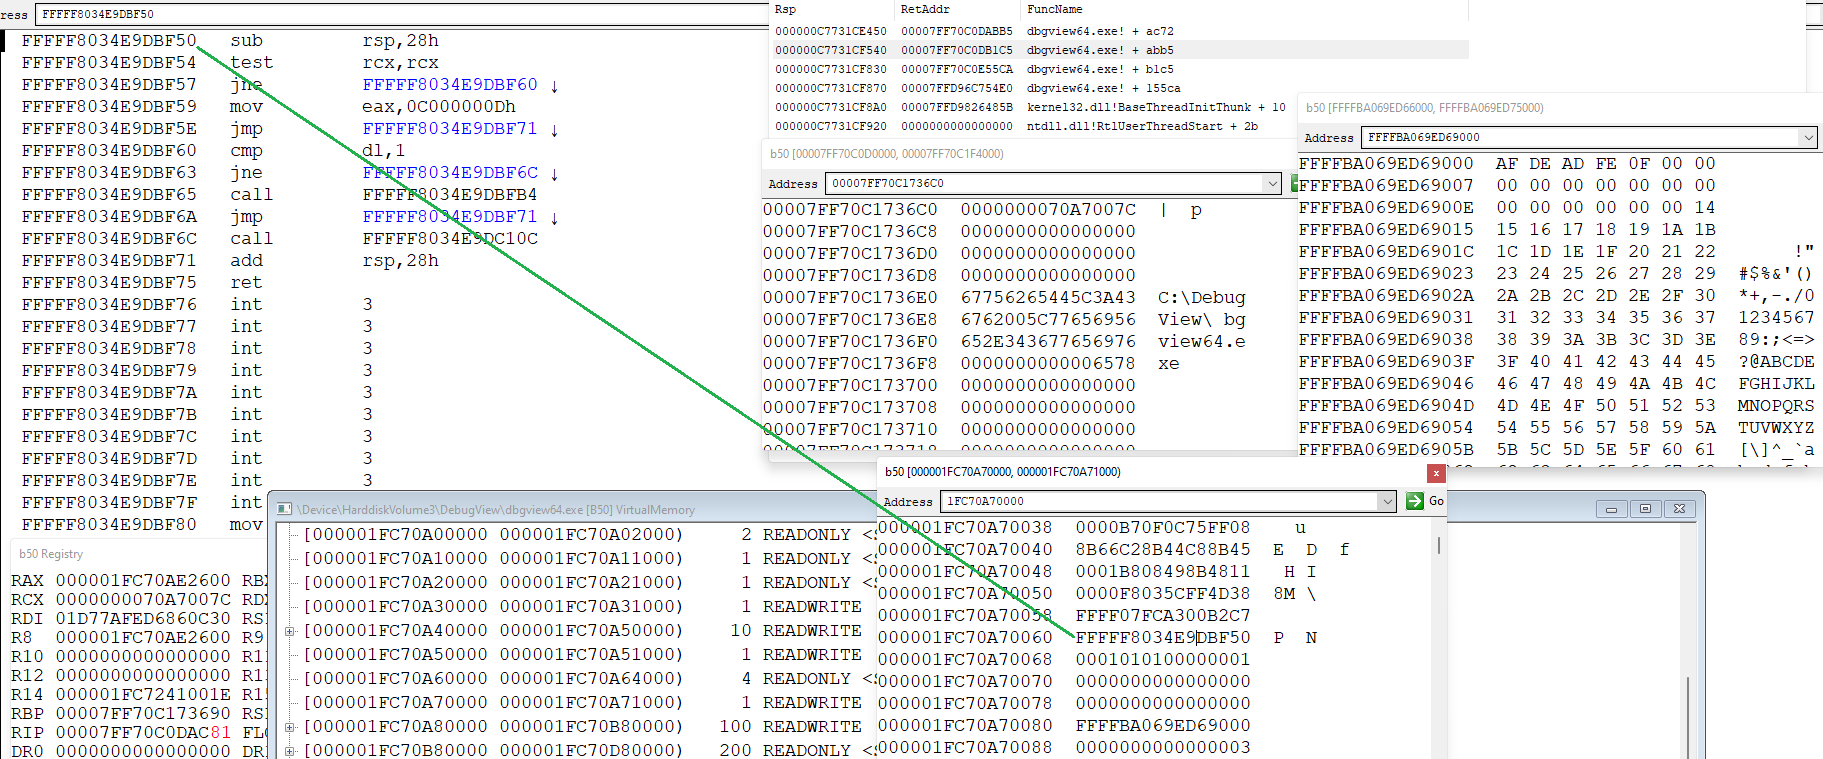 ress FFFFF8034E9DBF50
FFFFF8034E9DBF50 sub rsp,28h
FFFFF8034E9DBF54 test rcx,rcx
FFFFF8034E9DBF57 jne FFFFF8034E9DBF60 ↓
FFFFF8034E9DBF59 mov eax,0C000000Dh
FFFFF8034E9DBF5E jmp FFFFF8034E9DBF71 ↓
FFFFF8034E9DBF60 cmp dl,1
FFFFF8034E9DBF63 jne FFFFF8034E9DBF6C ↓
FFFFF8034E9DBF65 call FFFFF8034E9DBFB4
FFFFF8034E9DBF6A jmp FFFFF8034E9DBF71 ↓
FFFFF8034E9DBF6C call FFFFF8034E9DC10C
FFFFF8034E9DBF71 add rsp,28h
FFFFF8034E9DBF75 ret
FFFFF8034E9DBF76 int 3
FFFFF8034E9DBF77 int 3
FFFFF8034E9DBF78 int 3
FFFFF8034E9DBF79 int 3
FFFFF8034E9DBF7A int 3
FFFFF8034E9DBF7B int 3
FFFFF8034E9DBF7C int 3
FFFFF8034E9DBF7D int 3
FFFFF8034E9DBF7E int 3
FFFFF8034E9DBF7F int
FFFFF8034E9DBF80 mov
Rsp RetAddr FuncName
000000C7731CE450 00007FF70C0DABB5 dbgview64.exe! + ac72
000000C7731CF540 00007FF70C0DB1C5 dbgview64.exe! + abb5
000000C7731CF830 00007FF70C0E55CA dbgview64.exe! + b1c5
000000C7731CF870 00007FFD96C754E0 dbgview64.exe! + 155ca
000000C7731CF8A0 00007FFD9826485B kernel32.dll!BaseThreadInitThunk + 10
000000C7731CF920 0000000000000000 ntdll.dll!RtlUserThreadStart + 2b
b50 [00007FF70C0D0000, 00007FF70C1F4000)
Address 00007FF70C1736C0
00007FF70C1736C0 0000000070A7007C | p
00007FF70C1736C8 0000000000000000
00007FF70C1736D0 0000000000000000
00007FF70C1736D8 0000000000000000
00007FF70C1736E0 67756265445C3A43 C:\Debug
00007FF70C1736E8 6762005C77656956 View\ bg
00007FF70C1736F0 652E343677656976 view64.e
00007FF70C1736F8 0000000000006578 xe
00007FF70C173700 0000000000000000
00007FF70C173708 0000000000000000
00007FF70C173710 0000000000000000
b50 [FFFFBA069ED66000, FFFFBA069ED75000)
Address FFFFBA069ED69000
FFFFBA069ED69000 AF DE AD FE 0F 00 00
FFFFBA069ED69007 00 00 00 00 00 00 00
FFFFBA069ED6900E 00 00 00 00 00 00 14
FFFFBA069ED69015 15 16 17 18 19 1A 1B
FFFFBA069ED6901C 1C 1D 1E 1F 20 21 22 !"
FFFFBA069ED69023 23 24 25 26 27 28 29 #$%&'()
FFFFBA069ED6902A 2A 2B 2C 2D 2E 2F 30 *+,-./0
FFFFBA069ED69031 31 32 33 34 35 36 37 1234567
FFFFBA069ED69038 38 39 3A 3B 3C 3D 3E 89:;<=>
FFFFBA069ED6903F 3F 40 41 42 43 44 45 ?@ABCDE
FFFFBA069ED69046 46 47 48 49 4A 4B 4C FGHIJKL
FFFFBA069ED6904D 4D 4E 4F 50 51 52 53 MNOPQRS
FFFFBA069ED69054 54 55 56 57 58 59 5A TUVWXYZ
FFFFBA069ED6905B 5B 5C 5D 5E 5F 60 61 [\]^_`a
b50 Registry
RAX 000001FC70AE2600 RB
RCX 0000000070A7007C RD
RDI 01D77AFED6860C30 RS
R8 000001FC70AE2600 R9
R10 0000000000000000 R1
R12 0000000000000000 R1
R14 000001FC7241001E R1
RBP 00007FF70C173690 RS
RIP 00007FF70C0DAC81 FL
DR0 0000000000000000 DR
\Device\HarddiskVolume3\DebugView\dbgview64.exe [B50] VirtualMemory
[000001FC70A00000 000001FC70A02000) 2 READONLY <S
[000001FC70A10000 000001FC70A11000) 1 READONLY <S
[000001FC70A20000 000001FC70A21000) 1 READONLY <S
[000001FC70A30000 000001FC70A31000) 1 READWRITE
[000001FC70A40000 000001FC70A50000) 10 READWRITE
[000001FC70A50000 000001FC70A51000) 1 READWRITE
[000001FC70A60000 000001FC70A64000) 4 READONLY <S
[000001FC70A70000 000001FC70A71000) 1 READWRITE
[000001FC70A80000 000001FC70B80000) 100 READWRITE
[000001FC70B80000 000001FC70D80000) 200 READONLY <S
b50 [000001FC70A70000, 000001FC70A71000)
Address 1FC70A70000 Go
000001FC70A70038 0000B70F0C75FF08 u
000001FC70A70040 8B66C28B44C88B45 E D f
000001FC70A70048 0001B808498B4811 HI
000001FC70A70050 0000F8035CFF4D38 8M \
000001FC70A70058 FFFF07FCA300B2C7
000001FC70A70060 FFFFF8034E9DBF50 P N
000001FC70A70068 0001010100000001
000001FC70A70070 0000000000000000
000001FC70A70078 0000000000000000
000001FC70A70080 FFFFBA069ED69000
000001FC70A70088 0000000000000003